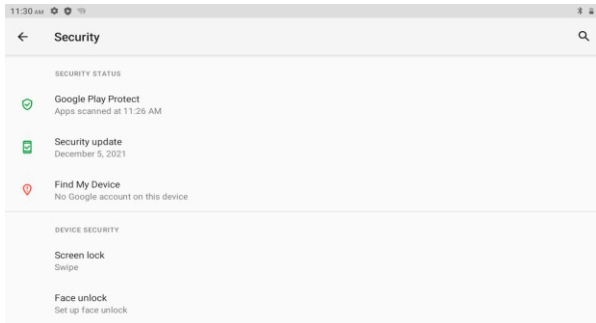 11:30 AM
Security
SECURITY STATUS
Google Play Protect
Apps scanned at 11:26 AM
Security update
December 5, 2021
Find My Device
No Google account on this device
DEVICE SECURITY
Screen lock
Swipe
Face unlock
Set up face unlock